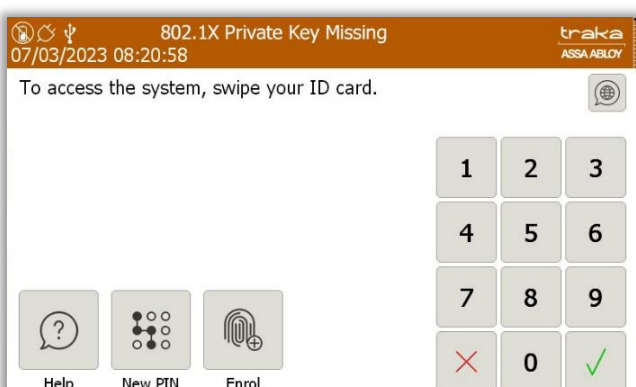 802.1X Private Key Missing
traka
07/03/2023 08:20:58
ASSA ABLOY
To access the system, swipe your ID card.
1 2 3
4 5 6
7 8 9
0
Help New PIN Enrol